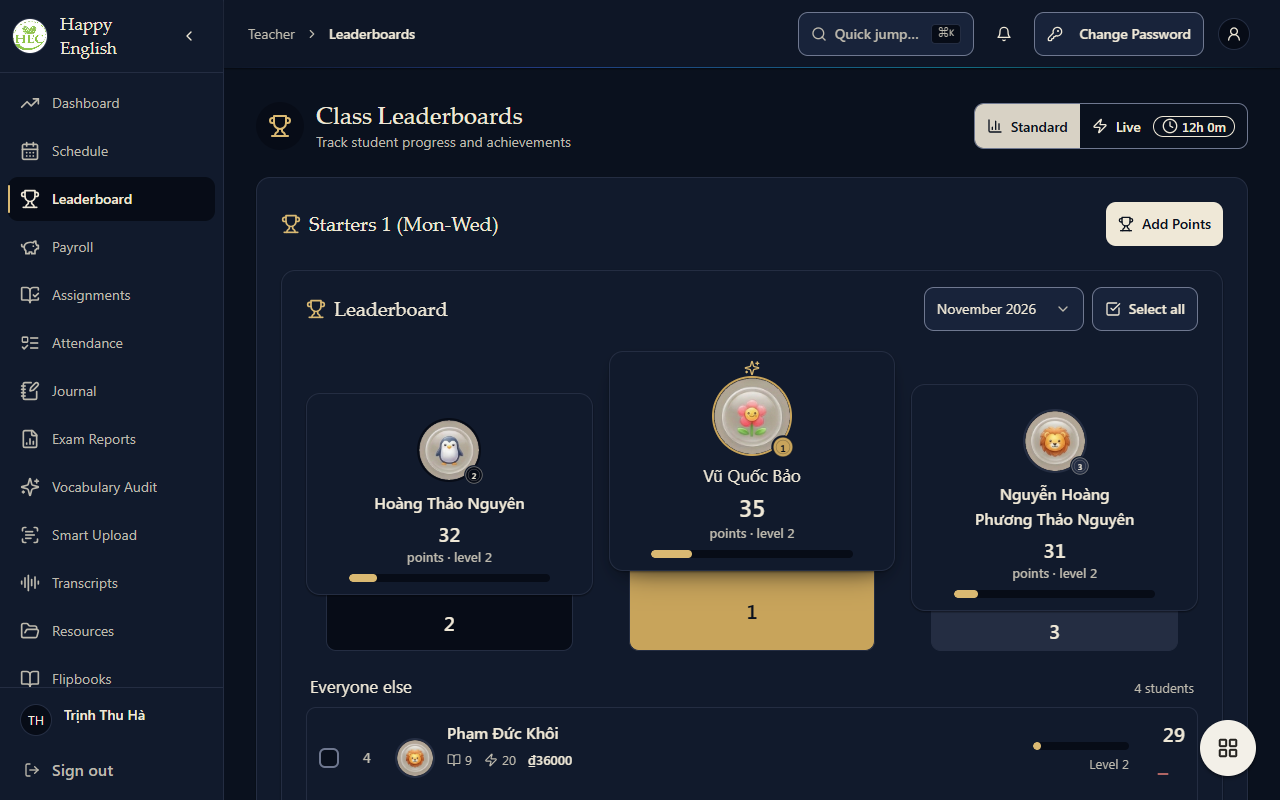 HEC
Happy
English
Dashboard
Schedule
Leaderboard
Payroll
Assignments
Attendance
Journal
Exam Reports
Vocabulary Audit
Smart Upload
Transcripts
Resources
Flipbooks
TH
Trịnh Thu Hà
Sign out
Teacher
Leaderboards
Quick jump...
⌘K
Change Password
Class Leaderboards
Track student progress and achievements
Standard
Live
12h 0m
Starters 1 (Mon-Wed)
Add Points
Leaderboard
November 2026
Select all
2
Hoàng Thảo Nguyên
32
points · level 2
2
1
Vũ Quốc Bảo
35
points · level 2
1
3
Nguyễn Hoàng
Phương Thảo Nguyên
31
points · level 2
3
Everyone else
4 students
4
Phạm Đức Khôi
9
20
₫36000
Level 2
29